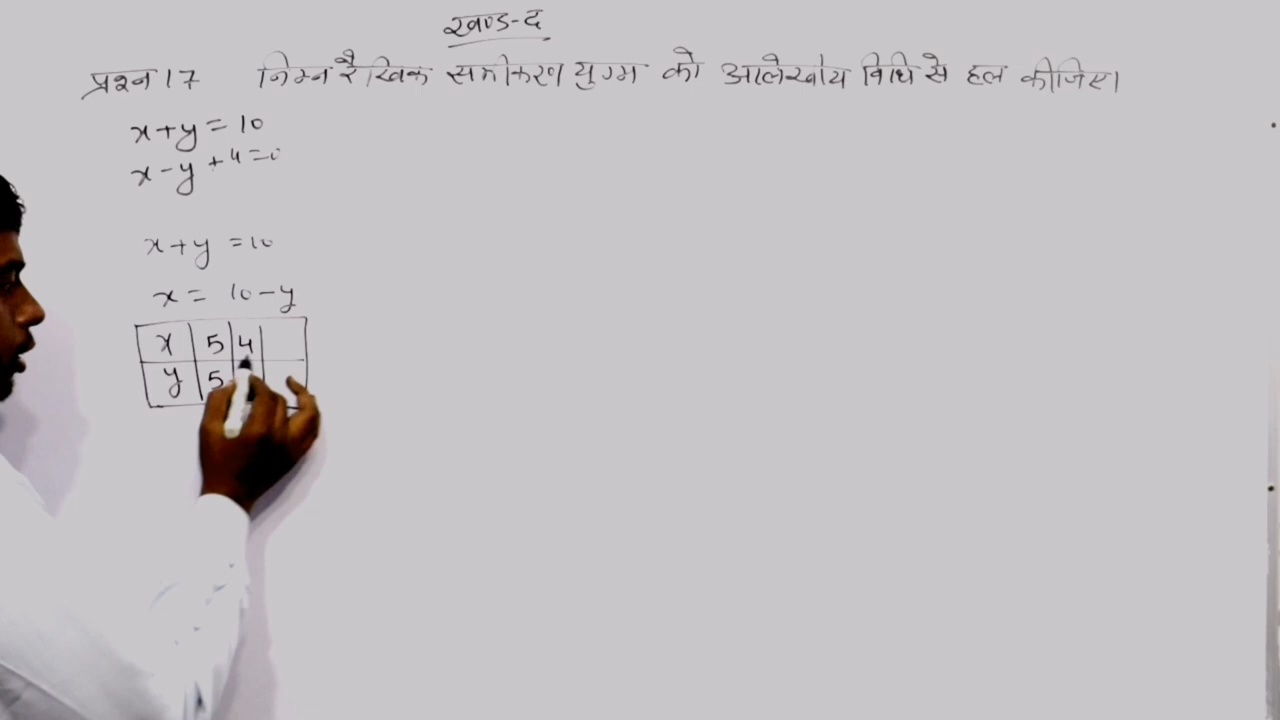 खण्ड-द
प्रश्न 17 निम्न रैखिक समीकरण युग्म को आलेखीय विधि से हल कीजिए।
x+y=10
x-y+4=0
x+y=10
x= 10-y
x 5 4
y 5